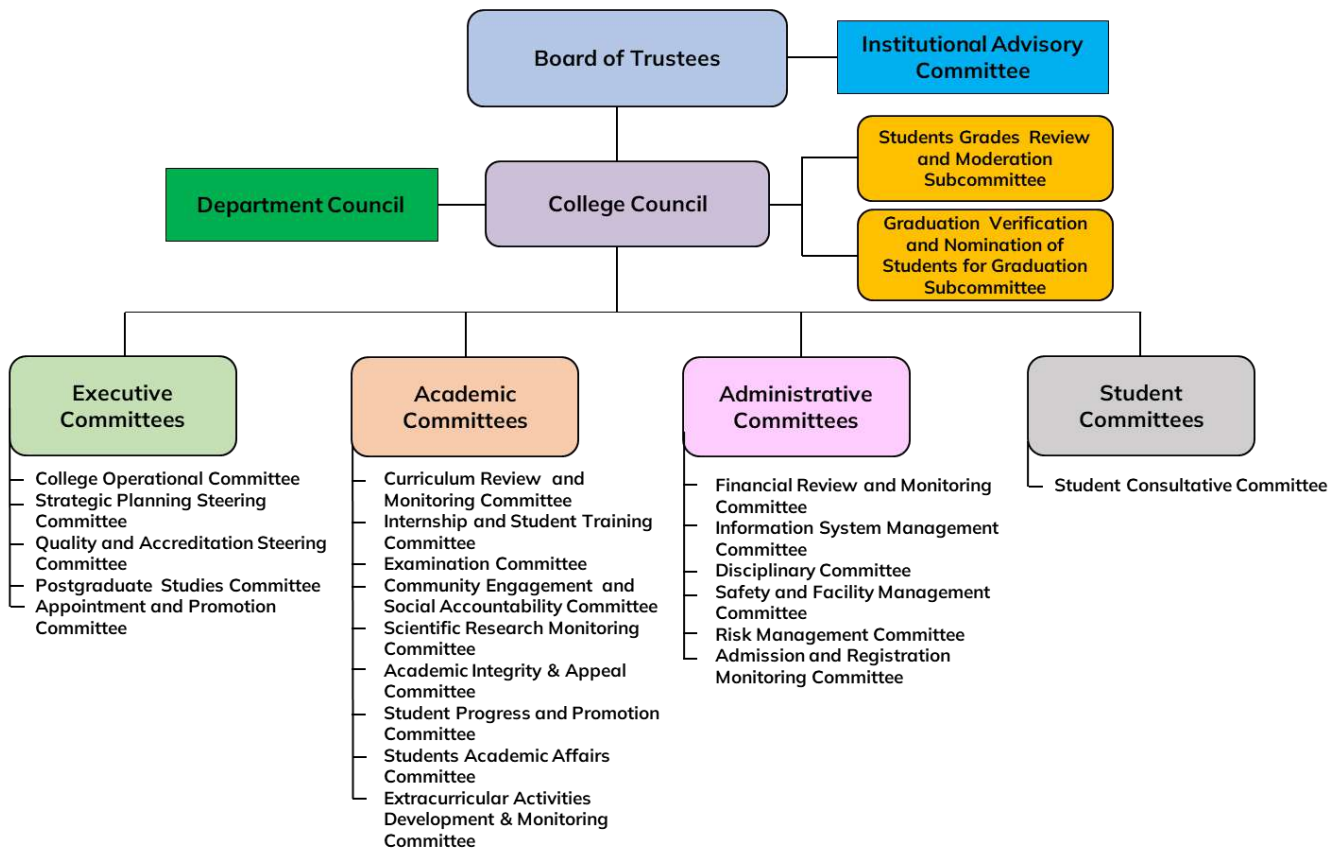 Board of Trustees
Institutional Advisory
Committee
Students Grades Review
and Moderation
Subcommittee
Department Council
College Council
Graduation Verification
and Nomination of
Students for Graduation
Subcommittee
Executive
Committees
College Operational Committee
Strategic Planning Steering
Committee
Quality and Accreditation Steering
Committee
Postgraduate Studies Committee
Appointment and Promotion
Committee
Academic
Committees
Curriculum Review and
Monitoring Committee
Internship and Student Training
Committee
Examination Committee
Community Engagement and
Social Accountability Committee
Scientific Research Monitoring
Committee
Academic Integrity & Appeal
Committee
Student Progress and Promotion
Committee
Students Academic Affairs
Committee
Extracurricular Activities
Development & Monitoring
Committee
Administrative
Committees
Financial Review and Monitoring
Committee
Information System Management
Committee
Disciplinary Committee
Safety and Facility Management
Committee
Risk Management Committee
Admission and Registration
Monitoring Committee
Student
Committees
Student Consultative Committee